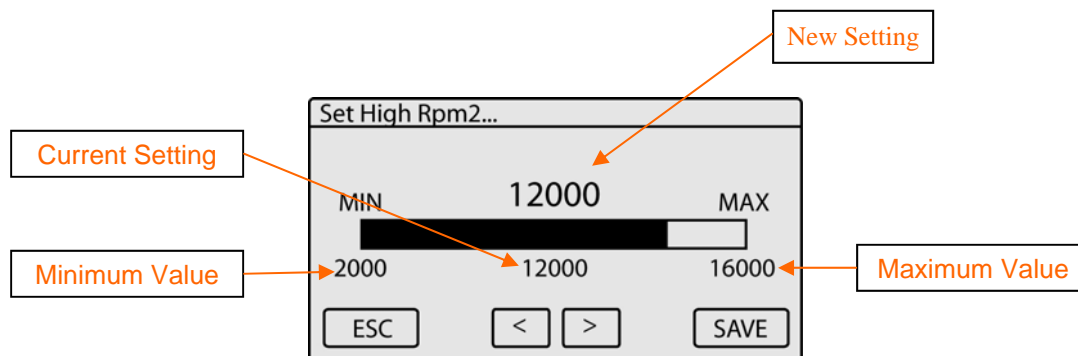 New Setting
Set High Rpm2...
Current Setting
12000
MIN
MAX
Minimum Value
2000
12000
16000
Maximum Value
ESC
<
>
SAVE